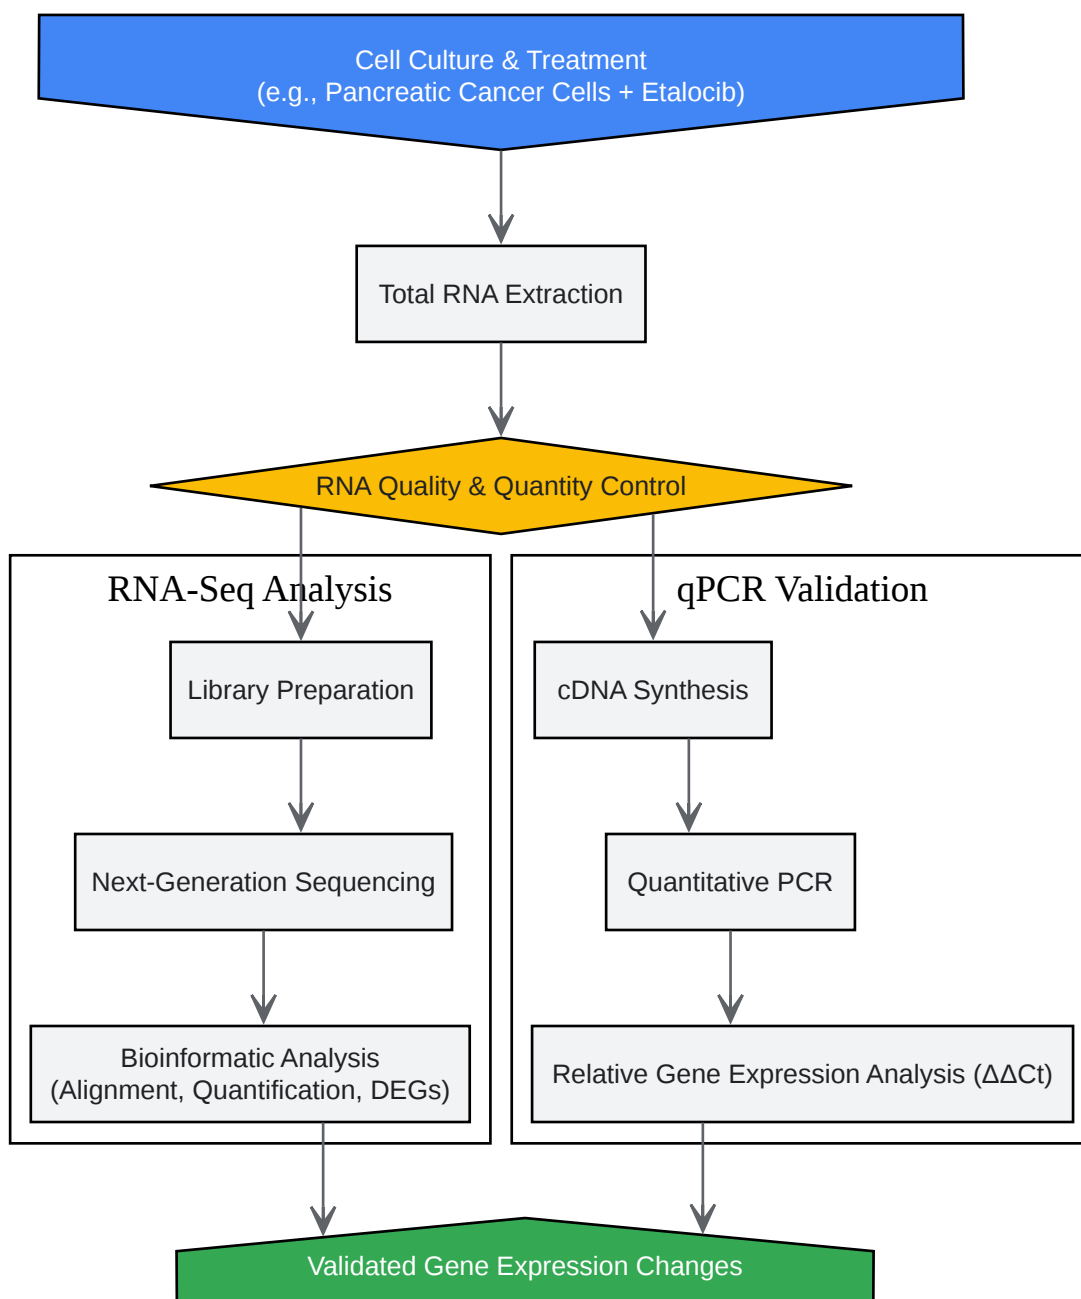 Cell Culture & Treatment
(e.g., Pancreatic Cancer Cells + Etalocib)
Total RNA Extraction
RNA Quality & Quantity Control
RNA-Seq Analysis
Library Preparation
Next-Generation Sequencing
Bioinformatic Analysis
(Alignment, Quantification, DEGs)
qPCR Validation
cDNA Synthesis
Quantitative PCR
Relative Gene Expression Analysis (ΔΔCt)
Validated Gene Expression Changes